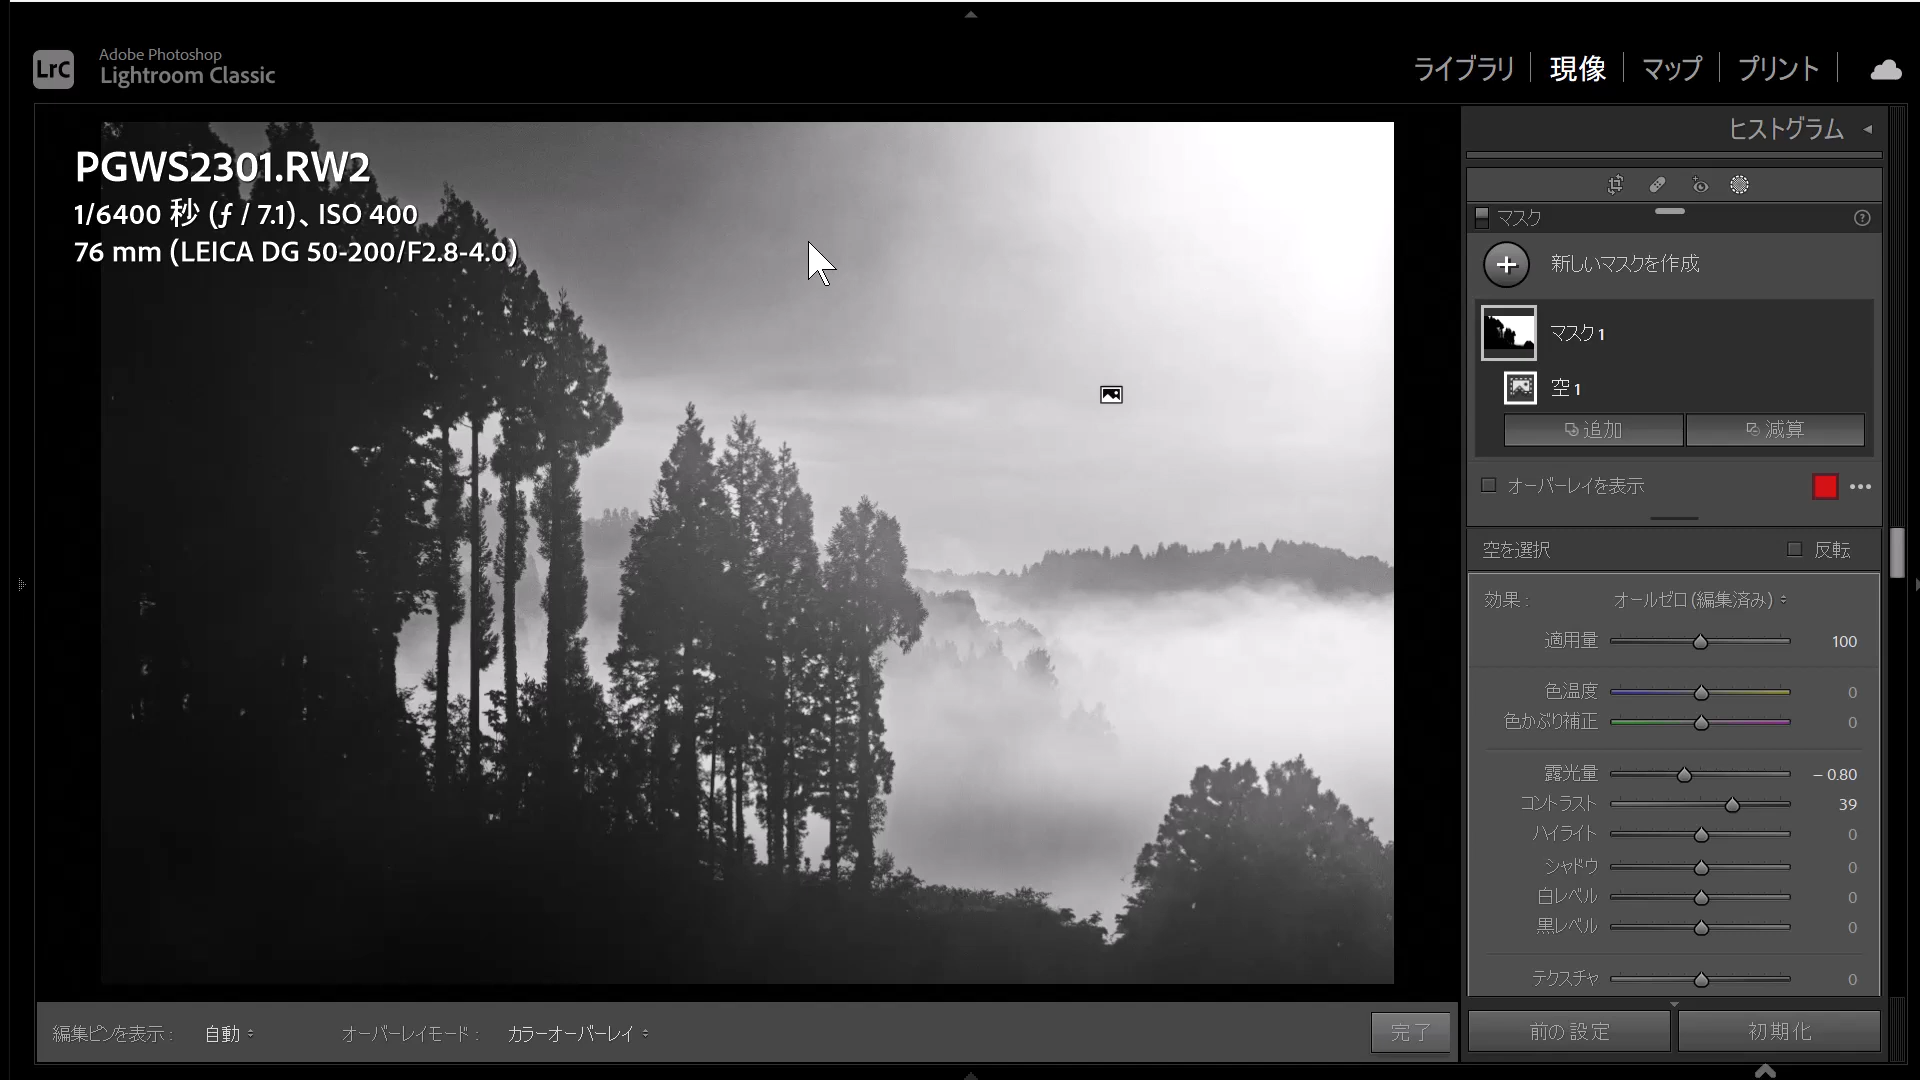 LrC
Adobe Photoshop
Lightroom Classic
ライブラリ 現像 マップ プリント
PGWS2301.RW2
1/6400 秒 (ƒ / 7.1)、ISO 400
76 mm (LEICA DG 50-200/F2.8-4.0)
ヒストグラム
マスク
新しいマスクを作成
マスク 1
空 1
追加 減算
オーバーレイを表示
空を選択 反転
効果 : オールゼロ (編集済み)
適用量 100
色温度 0
色かぶり補正 0
露光量 – 0.80
コントラスト 39
ハイライト 0
シャドウ 0
白レベル 0
黒レベル 0
テクスチャ 0
編集ピンを表示 : 自動 オーバーレイモード : カラーオーバーレイ 完了
前の設定 初期化